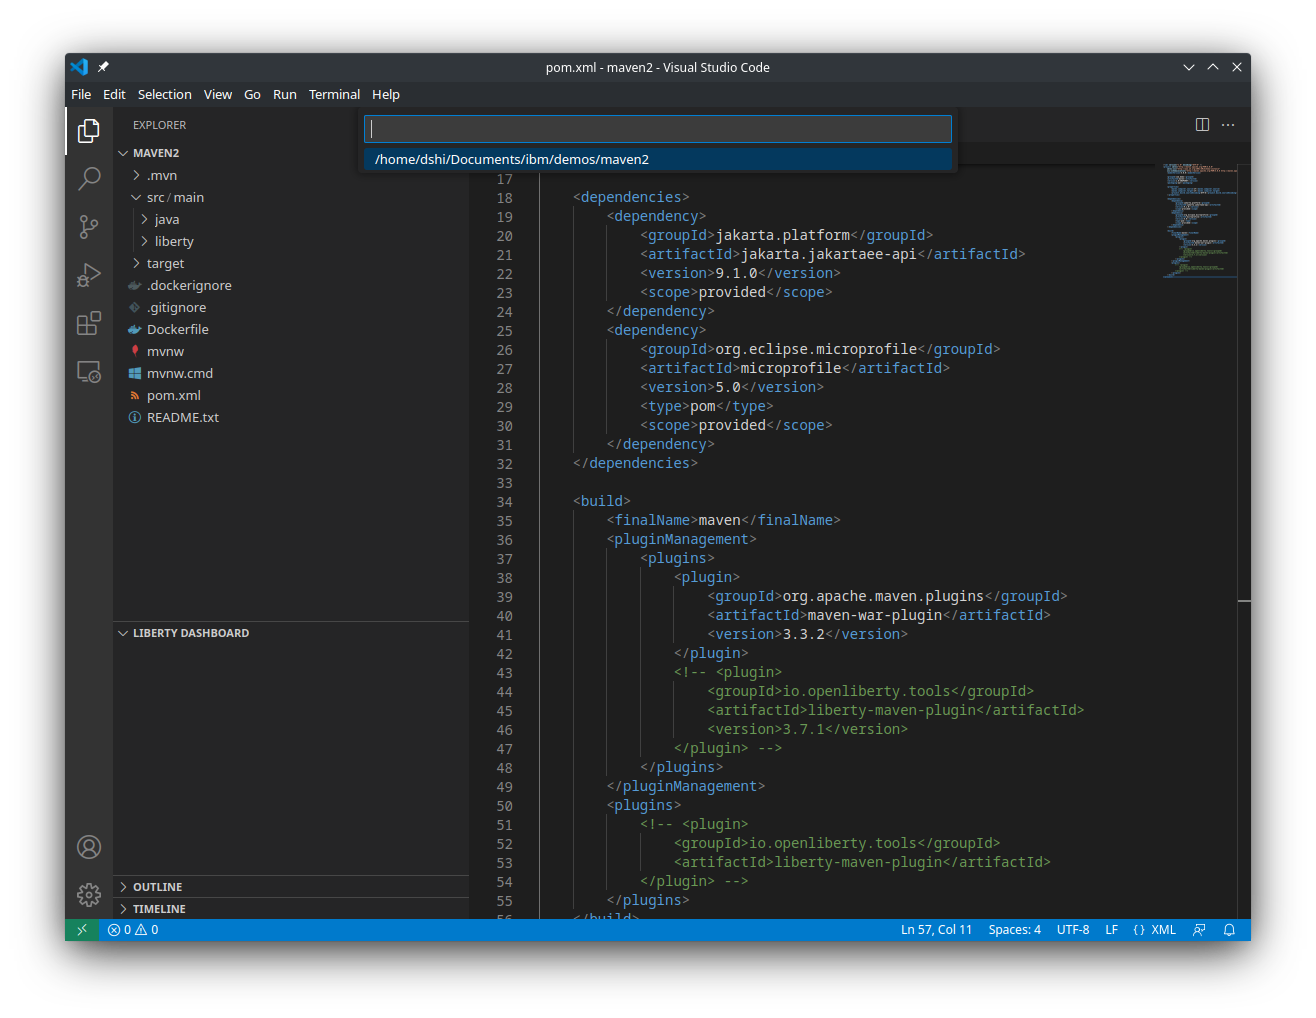 pom.xml - maven2 - Visual Studio Code
File Edit Selection View Go Run Terminal Help
EXPLORER
MAVEN2
.mvn
src / main
java
liberty
target
.dockerignore
.gitignore
Dockerfile
mvnw
mvnw.cmd
pom.xml
README.txt
LIBERTY DASHBOARD
OUTLINE
TIMELINE
/home/dshi/Documents/ibm/demos/maven2
17
18 <dependencies>
19 <dependency>
20 <groupId>jakarta.platform</groupId>
21 <artifactId>jakarta.jakartaee-api</artifactId>
22 <version>9.1.0</version>
23 <scope>provided</scope>
24 </dependency>
25 <dependency>
26 <groupId>org.eclipse.microprofile</groupId>
27 <artifactId>microprofile</artifactId>
28 <version>5.0</version>
29 <type>pom</type>
30 <scope>provided</scope>
31 </dependency>
32 </dependencies>
33
34 <build>
35 <finalName>maven</finalName>
36 <pluginManagement>
37 <plugins>
38 <plugin>
39 <groupId>org.apache.maven.plugins</groupId>
40 <artifactId>maven-war-plugin</artifactId>
41 <version>3.3.2</version>
42 </plugin>
43 <!-- <plugin>
44 <groupId>io.openliberty.tools</groupId>
45 <artifactId>liberty-maven-plugin</artifactId>
46 <version>3.7.1</version>
47 </plugin> -->
48 </plugins>
49 </pluginManagement>
50 <plugins>
51 <!-- <plugin>
52 <groupId>io.openliberty.tools</groupId>
53 <artifactId>liberty-maven-plugin</artifactId>
54 </plugin> -->
55 </plugins>
56 </build>
0 0 Ln 57, Col 11 Spaces: 4 UTF-8 LF {} XML